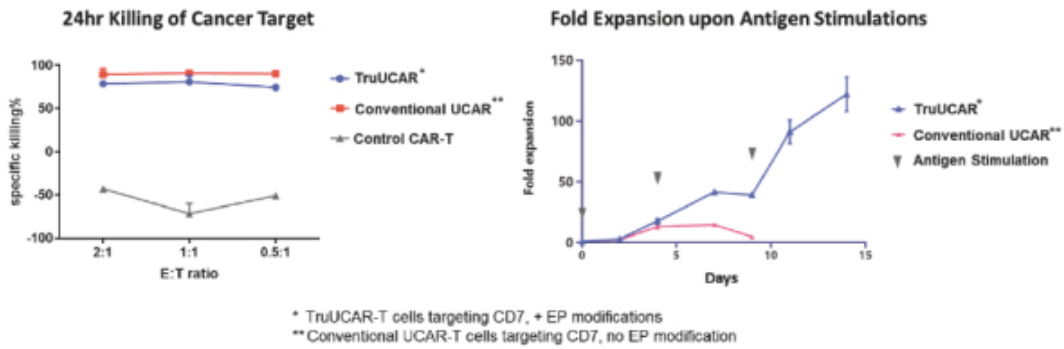 24hr Killing of Cancer Target
specific killing%
100
50
0
-50
-100
2:1
1:1
0.5:1
E:T ratio
TruUCAR*
Conventional UCAR**
Control CAR-T
Fold Expansion upon Antigen Stimulations
Fold expansion
150
100
50
0
0
5
10
15
Days
TruUCAR*
Conventional UCAR**
Antigen Stimulation
* TruUCAR-T cells targeting CD7, + EP modifications
** Conventional UCAR-T cells targeting CD7, no EP modification